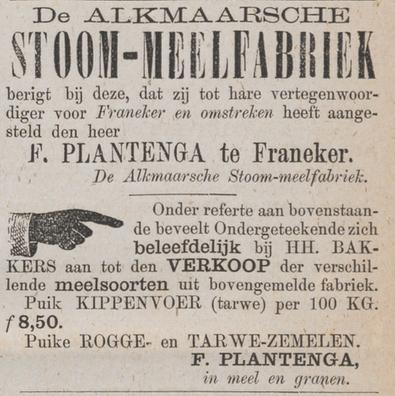 De ALKMAARSCHE
STOOM-MEELFABRIEK
berigt bij deze, dat zij tot hare vertegenwoor-
diger voor Franeker en omstreken heeft aange-
steld den heer
F. PLANTENGA te Franeker.
De Alkmaarsche Stoom-meelfabriek.
Onder referte aan bovenstaan-
de beveelt Ondergeteekende zich
beleefdelijk bij HH. BAK-
KERS aan tot den VERKOOP der verschil-
lende meelsoorten uit bovengemelde fabriek.
Puik KIPPENVOER (tarwe) per 100 KG.
f 8,50.
Puike ROGGE- en TARWE-ZEMELEN.
F. PLANTENGA,
in meel en granen.